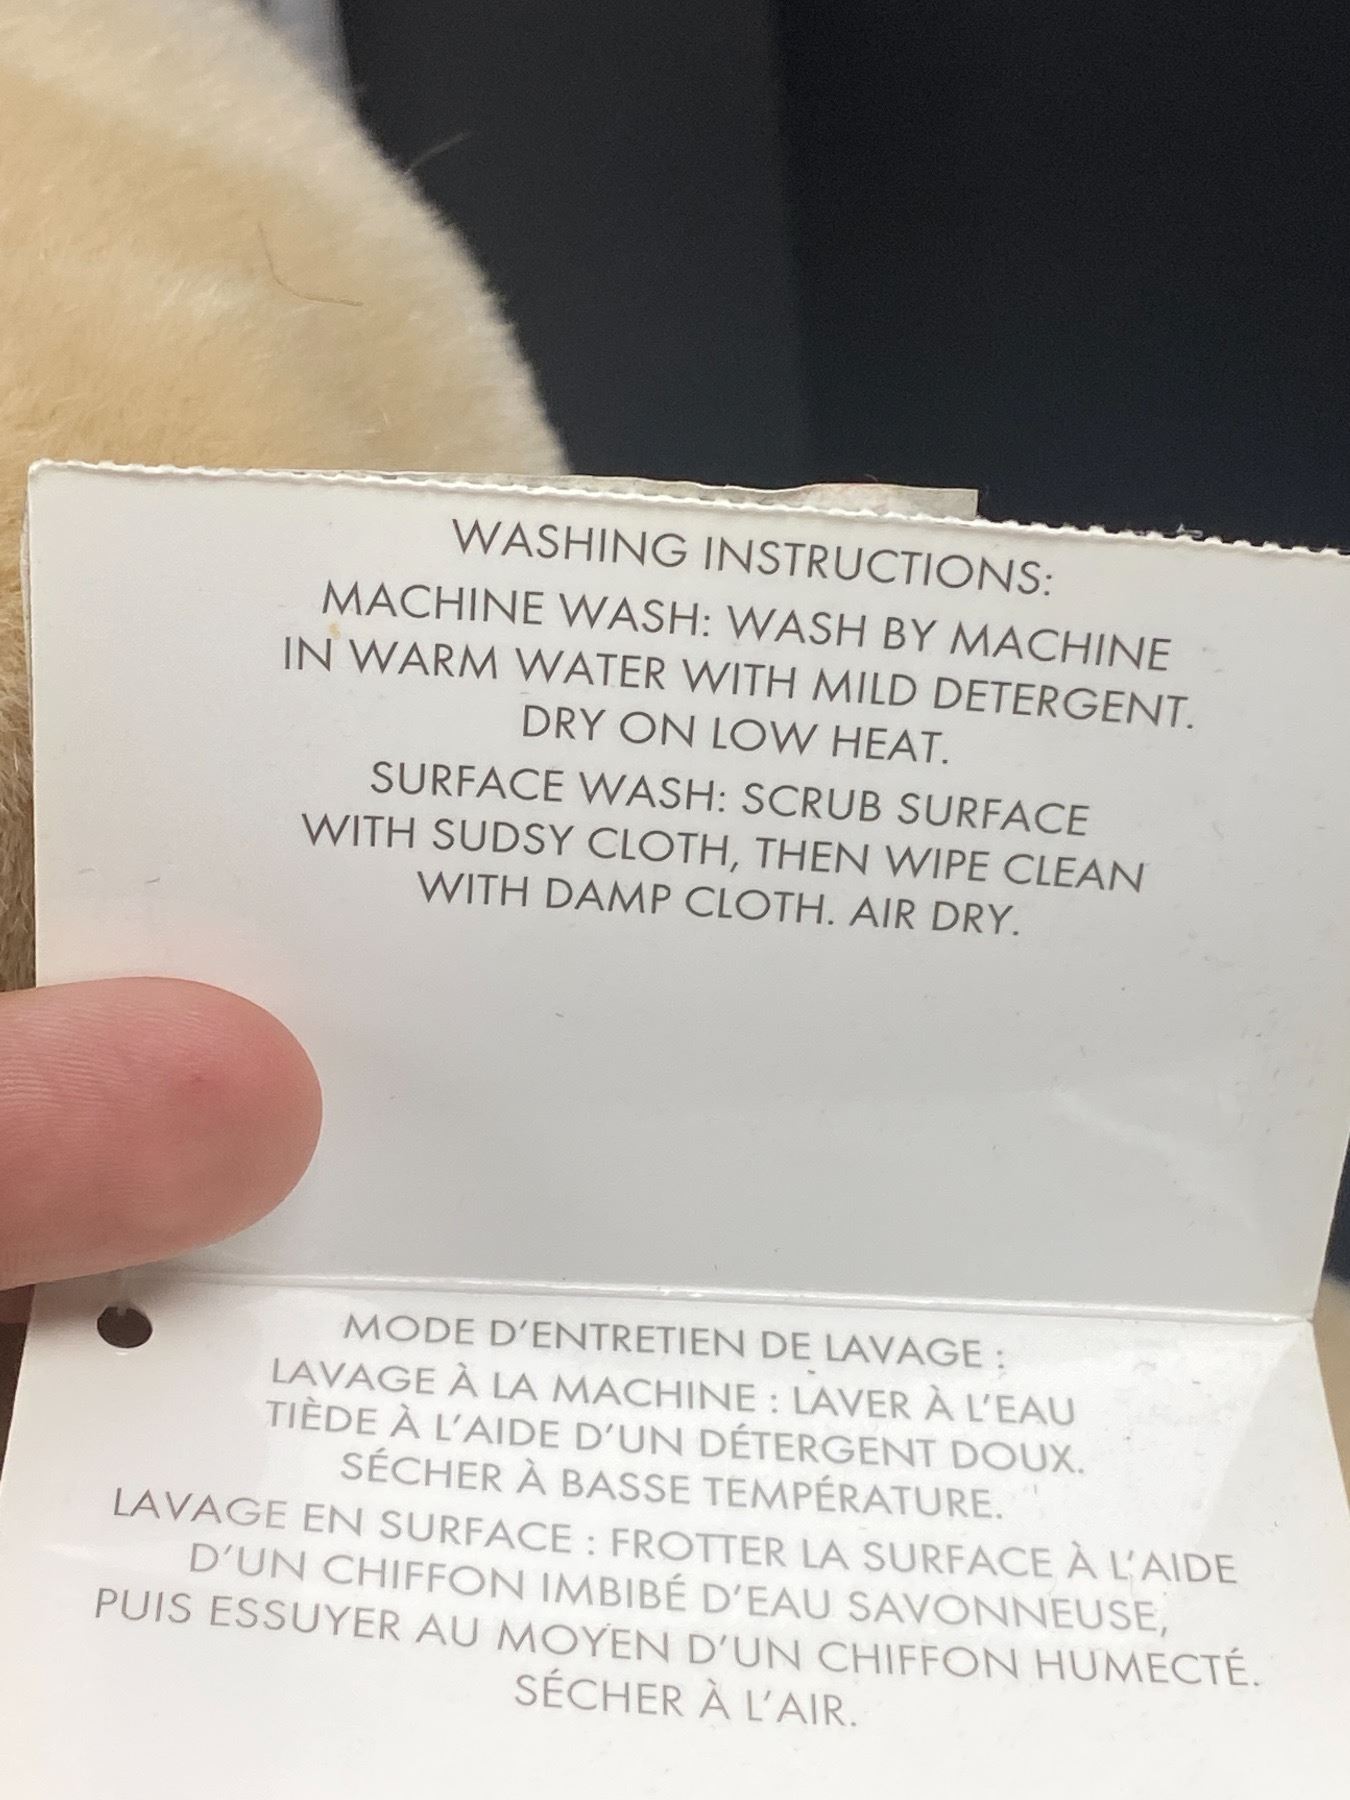 WASHING INSTRUCTIONS:
MACHINE WASH: WASH BY MACHINE
IN WARM WATER WITH MILD DETERGENT.
DRY ON LOW HEAT.
SURFACE WASH: SCRUB SURFACE
WITH SUDSY CLOTH, THEN WIPE CLEAN
WITH DAMP CLOTH. AIR DRY.
MODE D'ENTRETIEN DE LAVAGE :
LAVAGE À LA MACHINE : LAVER À L'EAU
TIÈDE À L'AIDE D'UN DÉTERGENT DOUX.
SÉCHER À BASSE TEMPÉRATURE.
LAVAGE EN SURFACE : FROTTER LA SURFACE À L'AIDE
D'UN CHIFFON IMBIBÉ D'EAU SAVONNEUSE,
PUIS ESSUYER AU MOYEN D'UN CHIFFON HUMECTÉ.
SÉCHER À L'AIR.